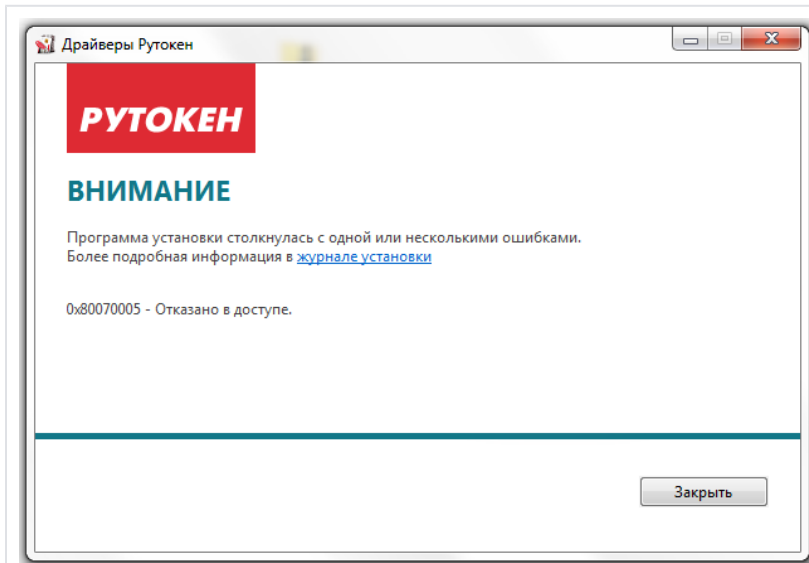 Драйверы Рутокен
РУТОКЕН
ВНИМАНИЕ
Программа установки столкнулась с одной или несколькими ошибками.
Более подробная информация в журнале установки
0x80070005 - Отказано в доступе.
Закрыть